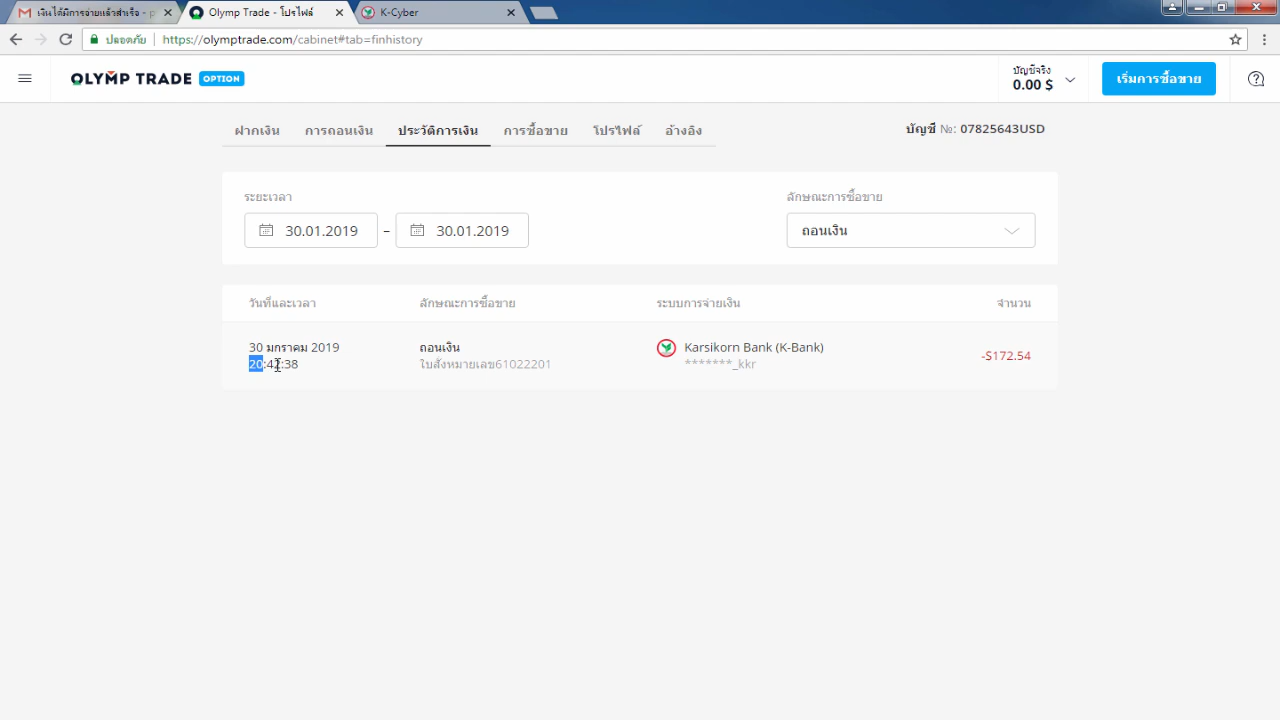 เงินได้มีการจ่ายแล้วสำเร็จ - p
Olymp Trade - โปรไฟล์
K-Cyber
ปลอดภัย
https://olymptrade.com/cabinet#tab=finhistory
OLYMP TRADE OPTION
บัญชีจริง
0.00 $
เริ่มการซื้อขาย
ฝากเงิน
การถอนเงิน
ประวัติการเงิน
การซื้อขาย
โปรไฟล์
อ้างอิง
บัญชี №: 07825643USD
ระยะเวลา
ลักษณะการซื้อขาย
30.01.2019 – 30.01.2019
ถอนเงิน
วันที่และเวลา
ลักษณะการซื้อขาย
ระบบการจ่ายเงิน
จำนวน
30 มกราคม 2019
ถอนเงิน
Karsikorn Bank (K-Bank)
-$172.54
ใบสั่งหมายเลข61022201
*******_kkr